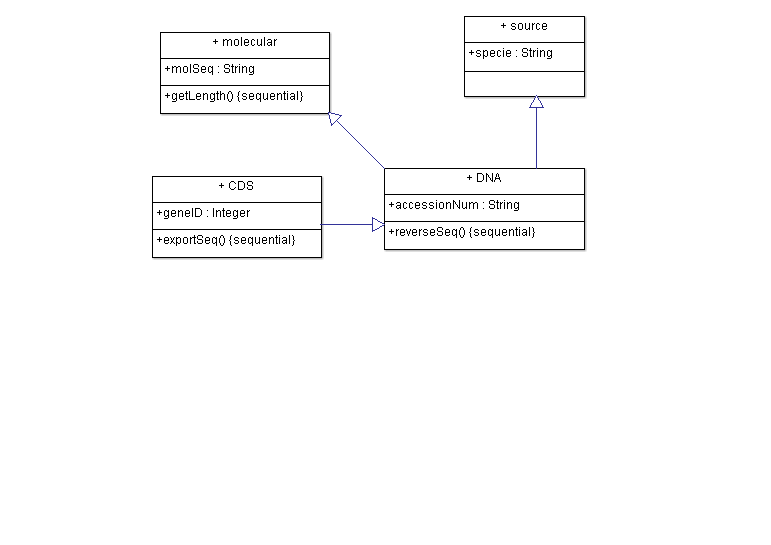 + molecular
+molSeq : String
+getLength() {sequential}
+ source
+specie : String
+ CDS
+geneID : Integer
+exportSeq() {sequential}
+ DNA
+accessionNum : String
+reverseSeq() {sequential}